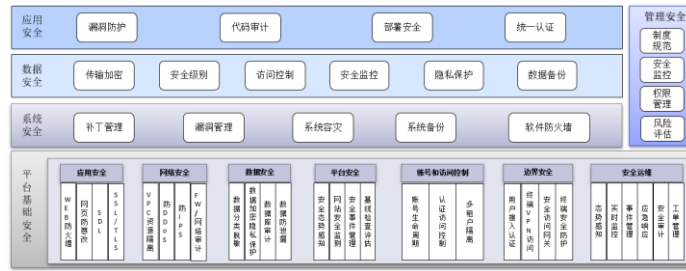 应用安全
漏洞防护
代码审计
部署安全
统一认证
数据安全
传输加密
安全级别
访问控制
安全监控
隐私保护
数据备份
系统安全
补丁管理
漏洞管理
系统容灾
系统备份
软件防火墙
管理安全
制度规范
安全监控
权限管理
风险评估
平台基础安全
应用安全
WEB防火墙
网页防篡改
SDL
SSL/TLS
网络安全
VPC资源隔离
防DDoS
防IPS
FW/网络审计
数据安全
数据分类脱敏
数据加密隐私保护
数据库审计
数据防泄漏
平台安全
安全态势感知
网站安全监测
安全事件管理
基线检查评估
账号和访问控制
账号生命周期
认证访问控制
多租户隔离
边界安全
用户接入认证
终端VPN访问
安全访问网关
终端安全防护
安全运维
态势感知
实时监控
事件管理
应急响应
安全审计
工单管理